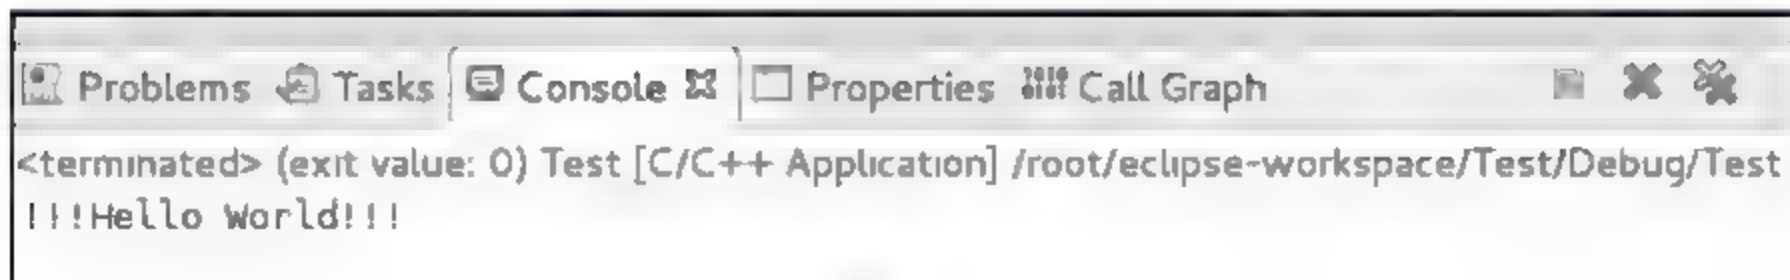 Problems Tasks Console Properties Call Graph
<terminated> (exit value: 0) Test [C/C++ Application] /root/eclipse-workspace/Test/Debug/Test
!!!Hello World!!!